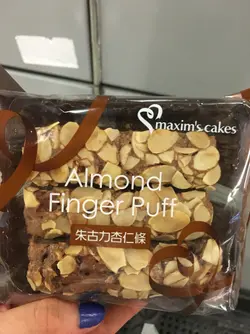 maxim's cakes
Almond
Finger Puff
朱古力杏仁條